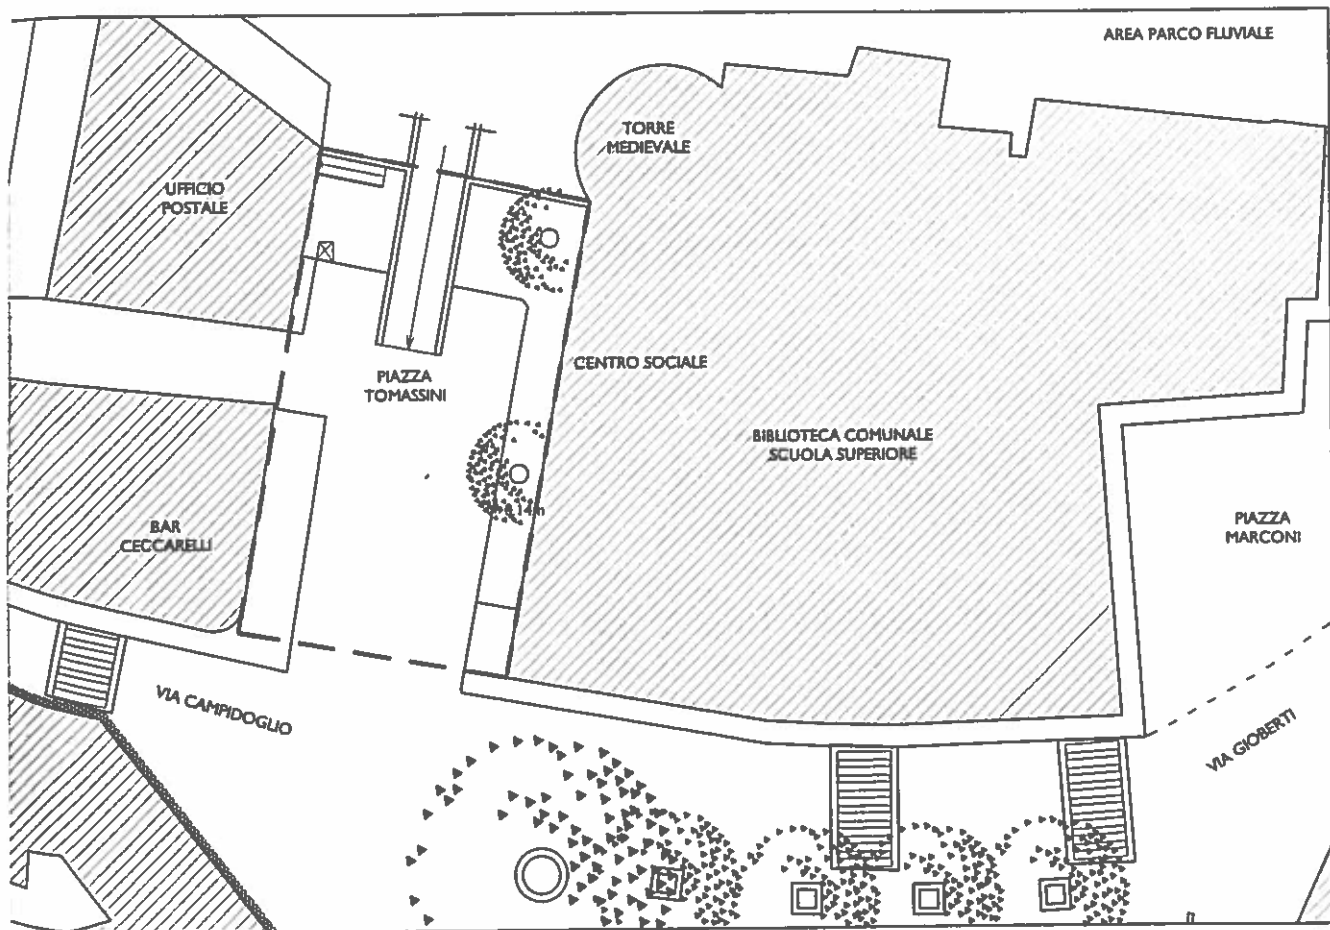 AREA PARCO FLUVIALE
TORRE
MEDIEVALE
UFFICIO
POSTALE
CENTRO SOCIALE
PIAZZA
TOMASSINI
BIBLIOTECA COMUNALE
SCUOLA SUPERIORE
PIAZZA
MARCONI
BAR
CECCARELLI
VIA CAMPIDOGLIO
VIA GIOBERTI